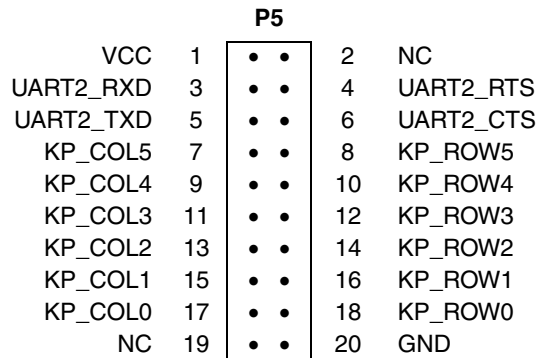 P5
VCC 1 2 NC
UART2_RXD 3 4 UART2_RTS
UART2_TXD 5 6 UART2_CTS
KP_COL5 7 8 KP_ROW5
KP_COL4 9 10 KP_ROW4
KP_COL3 11 12 KP_ROW3
KP_COL2 13 14 KP_ROW2
KP_COL1 15 16 KP_ROW1
KP_COL0 17 18 KP_ROW0
NC 19 20 GND